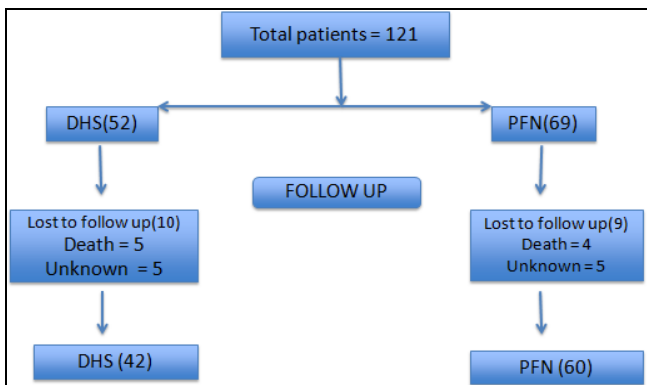 Total patients = 121
DHS(52)
PFN(69)
FOLLOW UP
Lost to follow up(10)
Death = 5
Unknown = 5
Lost to follow up(9)
Death = 4
Unknown = 5
DHS (42)
PFN (60)